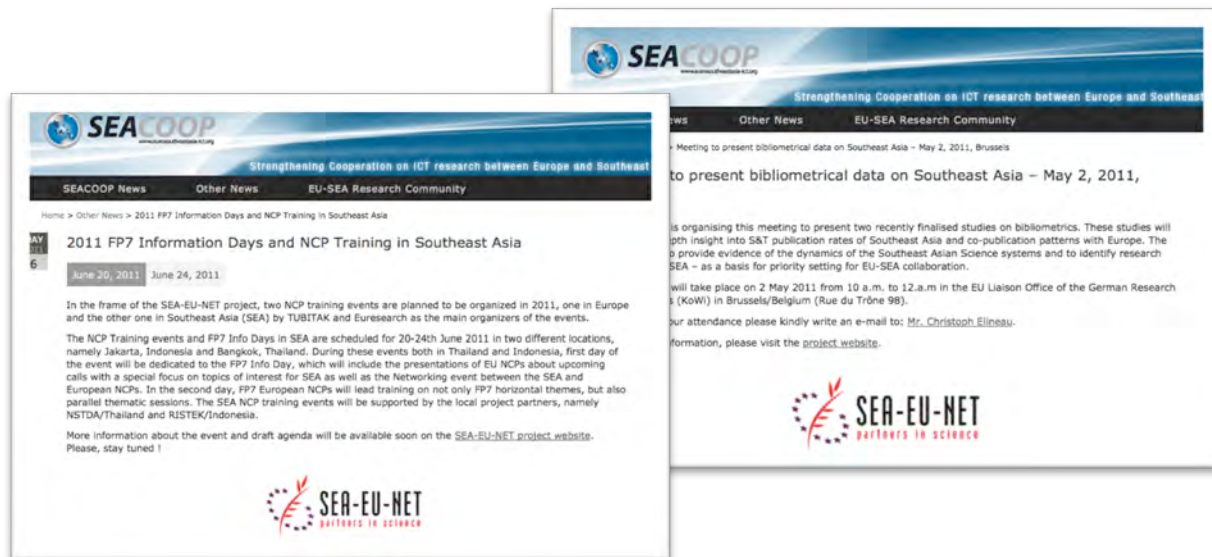 SEACOOP
www.eurosoutheastasia-ict.org
Strengthening Cooperation on ICT research between Europe and Southeast
SEACOOP News Other News EU-SEA Research Community
Home > Other News > 2011 FP7 Information Days and NCP Training in Southeast Asia
6
2011 FP7 Information Days and NCP Training in Southeast Asia
June 20, 2011 June 24, 2011
In the frame of the SEA-EU-NET project, two NCP training events are planned to be organized in 2011, one in Europe
and the other one in Southeast Asia (SEA) by TUBITAK and Euresearch as the main organizers of the events.
The NCP Training events and FP7 Info Days in SEA are scheduled for 20-24th June 2011 in two different locations,
namely Jakarta, Indonesia and Bangkok, Thailand. During these events both in Thailand and Indonesia, first day of
the event will be dedicated to the FP7 Info Day, which will include the presentations of EU NCPs about upcoming
calls with a special focus on topics of interest for SEA as well as the Networking event between the SEA and
European NCPs. In the second day, FP7 European NCPs will lead training on not only FP7 horizontal themes, but also
parallel thematic sessions. The SEA NCP training events will be supported by the local project partners, namely
NSTDA/Thailand and RISTEK/Indonesia.
More information about the event and draft agenda will be available soon on the SEA-EU-NET project website.
Please, stay tuned !
SEA-EU-NET
partners in science
SEACOOP
www.eurosoutheastasia-ict.org
Strengthening Cooperation on ICT research between Europe and Southeast
ews Other News EU-SEA Research Community
> Meeting to present bibliometrical data on Southeast Asia – May 2, 2011, Brussels
to present bibliometrical data on Southeast Asia – May 2, 2011,
is organising this meeting to present two recently finalised studies on bibliometrics. These studies will
epth insight into S&T publication rates of Southeast Asia and co-publication patterns with Europe. The
o provide evidence of the dynamics of the Southeast Asian Science systems and to identify research
SEA – as a basis for priority setting for EU-SEA collaboration.
will take place on 2 May 2011 from 10 a.m. to 12.a.m in the EU Liaison Office of the German Research
s (KoWi) in Brussels/Belgium (Rue du Trône 98).
our attendance please kindly write an e-mail to: Mr. Christoph Elineau.
formation, please visit the project website.
SEA-EU-NET
partners in science